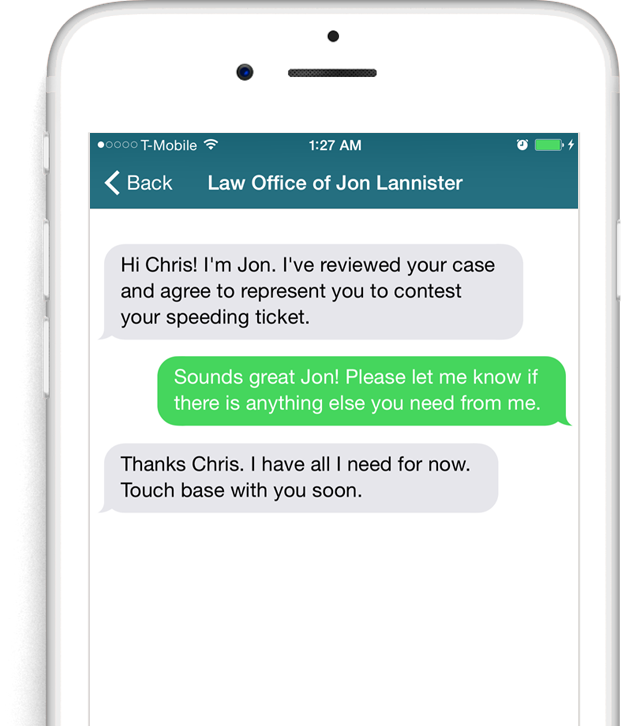 T-Mobile 1:27 AM
Back Law Office of Jon Lannister
Hi Chris! I'm Jon. I've reviewed your case
and agree to represent you to contest
your speeding ticket.
Sounds great Jon! Please let me know if
there is anything else you need from me.
Thanks Chris. I have all I need for now.
Touch base with you soon.